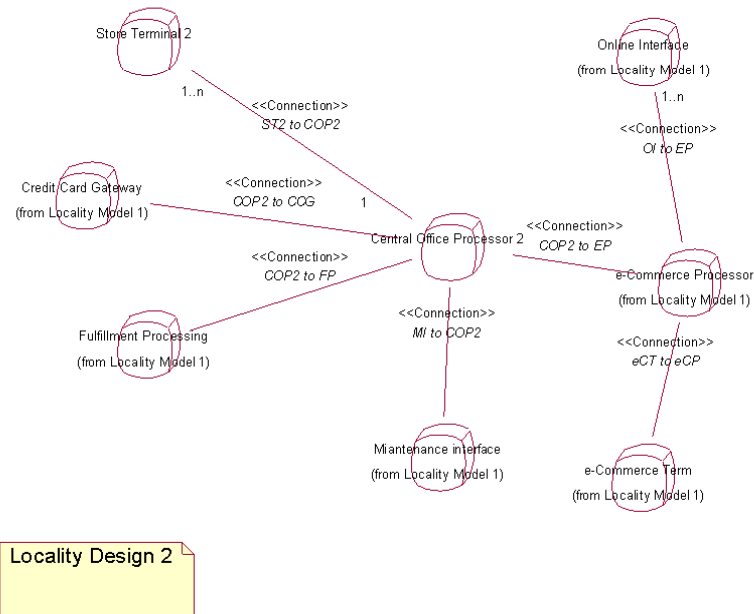 Store Terminal 2
Online Interface
(from Locality Model 1)
1..n
1..n
<<Connection>>
ST2 to COP2
<<Connection>>
OI to EP
Credit Card Gateway
(from Locality Model 1)
<<Connection>>
COP2 to CCG
1
Central Office Processor 2
<<Connection>>
COP2 to EP
<<Connection>>
COP2 to FP
e-Commerce Processor
(from Locality Model 1)
Fulfillment Processing
(from Locality Model 1)
<<Connection>>
MI to COP2
<<Connection>>
eCT to eCP
Miantenance interface
(from Locality Model 1)
e-Commerce Term
(from Locality Model 1)
Locality Design 2